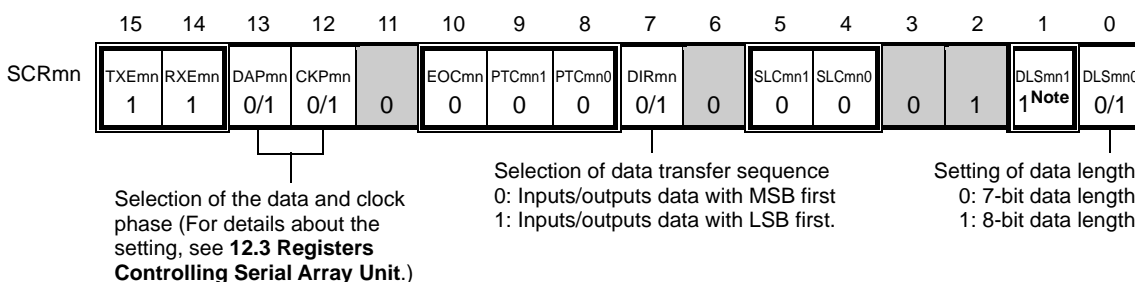 15 14 13 12 11 10 9 8 7 6 5 4 3 2 1 0
SCRmn TXEmn RXEmn DAPmn CKPmn EOCmn PTCmn1 PTCmn0 DIRmn SLCmn1 SLCmn0 DLSmn1 DLSmn0
1 1 0/1 0/1 0 0 0 0 0/1 0 0 0 0 1 1Note 0/1
Selection of the data and clock
phase (For details about the
setting, see 12.3 Registers
Controlling Serial Array Unit.)
Selection of data transfer sequence
0: Inputs/outputs data with MSB first
1: Inputs/outputs data with LSB first.
Setting of data length
0: 7-bit data length
1: 8-bit data length